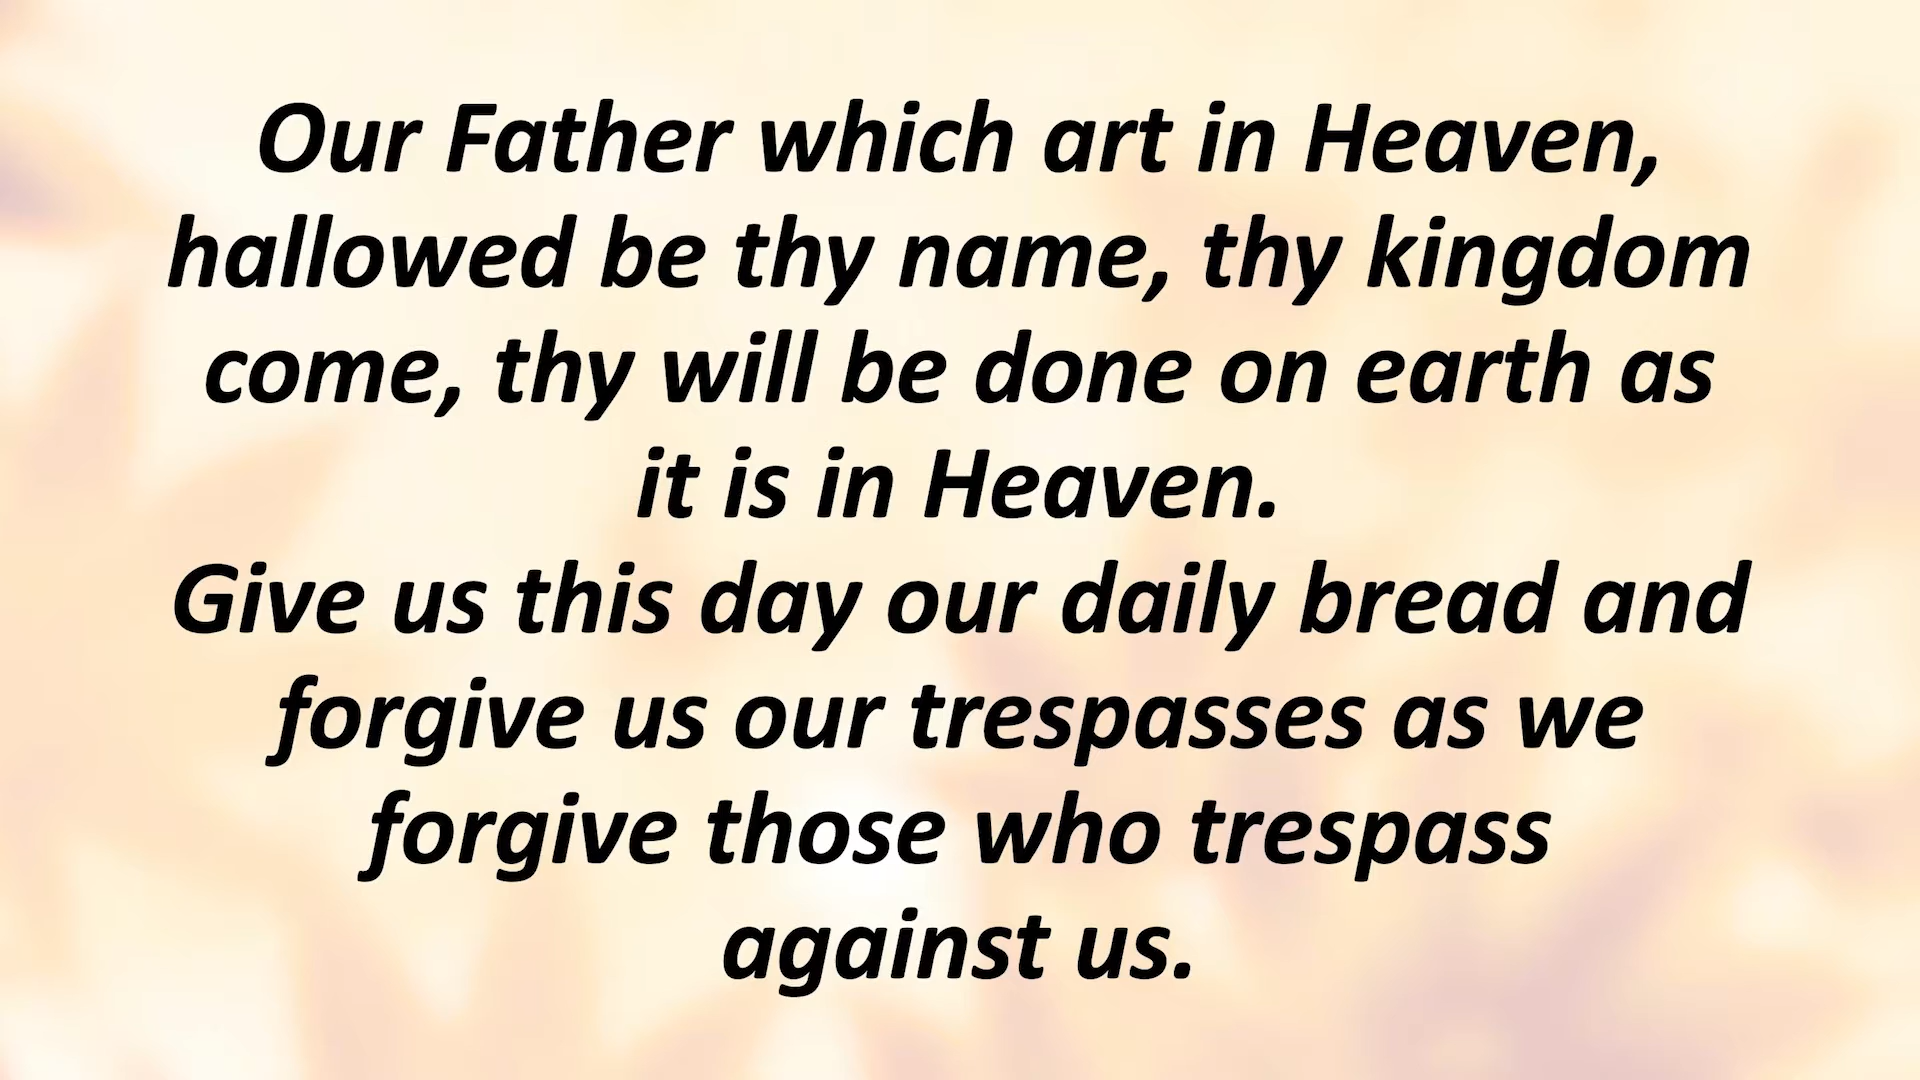 Our Father which art in Heaven,
hallowed be thy name, thy kingdom
come, thy will be done on earth as
it is in Heaven.
Give us this day our daily bread and
forgive us our trespasses as we
forgive those who trespass
against us.